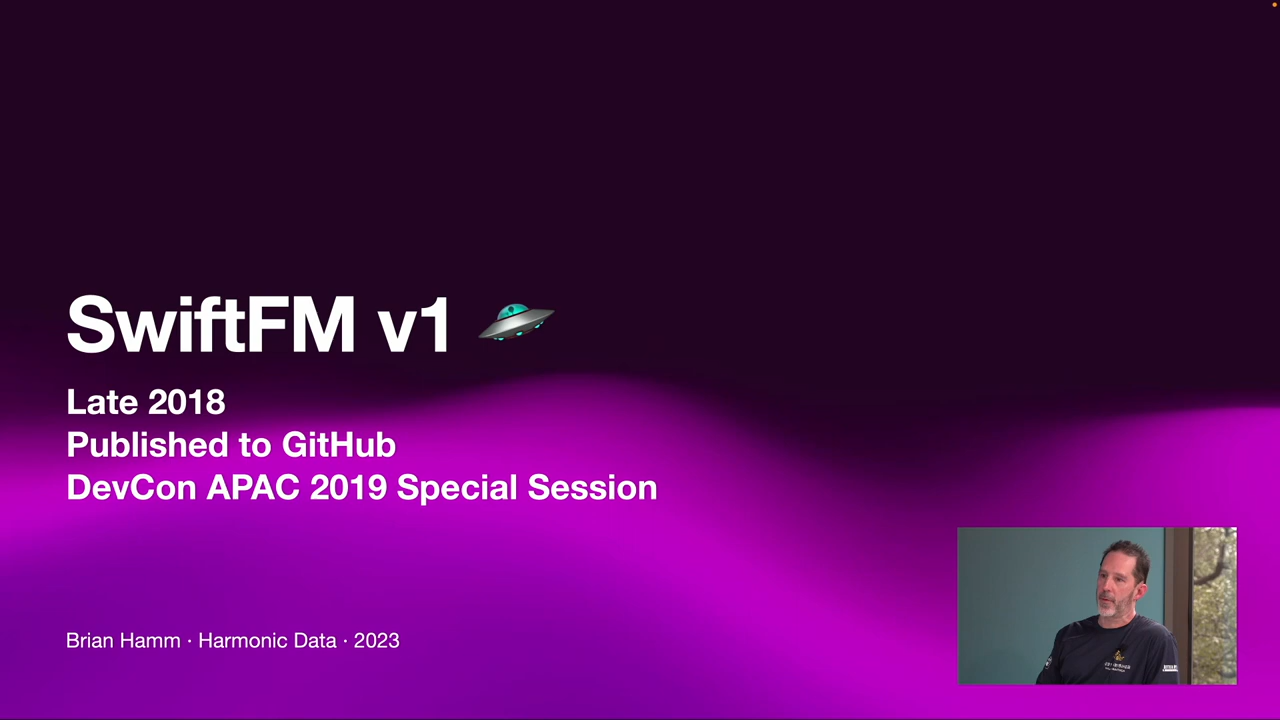 SwiftFM v1 🛸
Late 2018
Published to GitHub
DevCon APAC 2019 Special Session
Brian Hamm · Harmonic Data · 2023